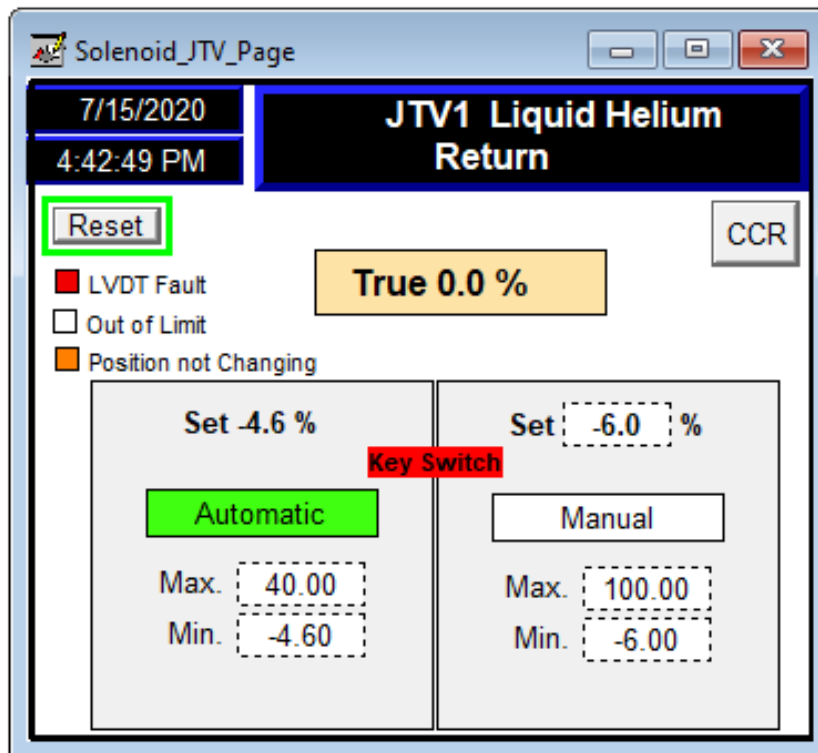 Solenoid_JTV_Page
7/15/2020
4:42:49 PM
JTV1 Liquid Helium
Return
Reset
CCR
LVDT Fault
True 0.0 %
Out of Limit
Position not Changing
Set -4.6 %
Set -6.0 %
Key Switch
Automatic
Manual
Max. 40.00
Max. 100.00
Min. -4.60
Min. -6.00